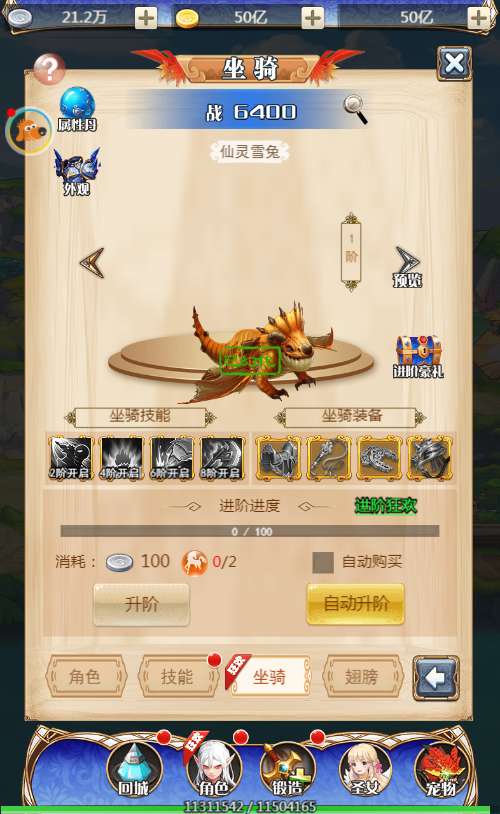 21.2万
50亿
50亿
坐骑
属性丹
战 6400
外观
仙灵雪兔
1阶
预览
进阶豪礼
坐骑技能
坐骑装备
2阶开启
4阶开启
6阶开启
8阶开启
进阶进度
进阶狂欢
0 / 100
消耗：
100
0/2
自动购买
升阶
自动升阶
角色
技能
狂欢
坐骑
翅膀
狂欢
回城
角色
锻造
圣女
宠物
11311542 / 11504165